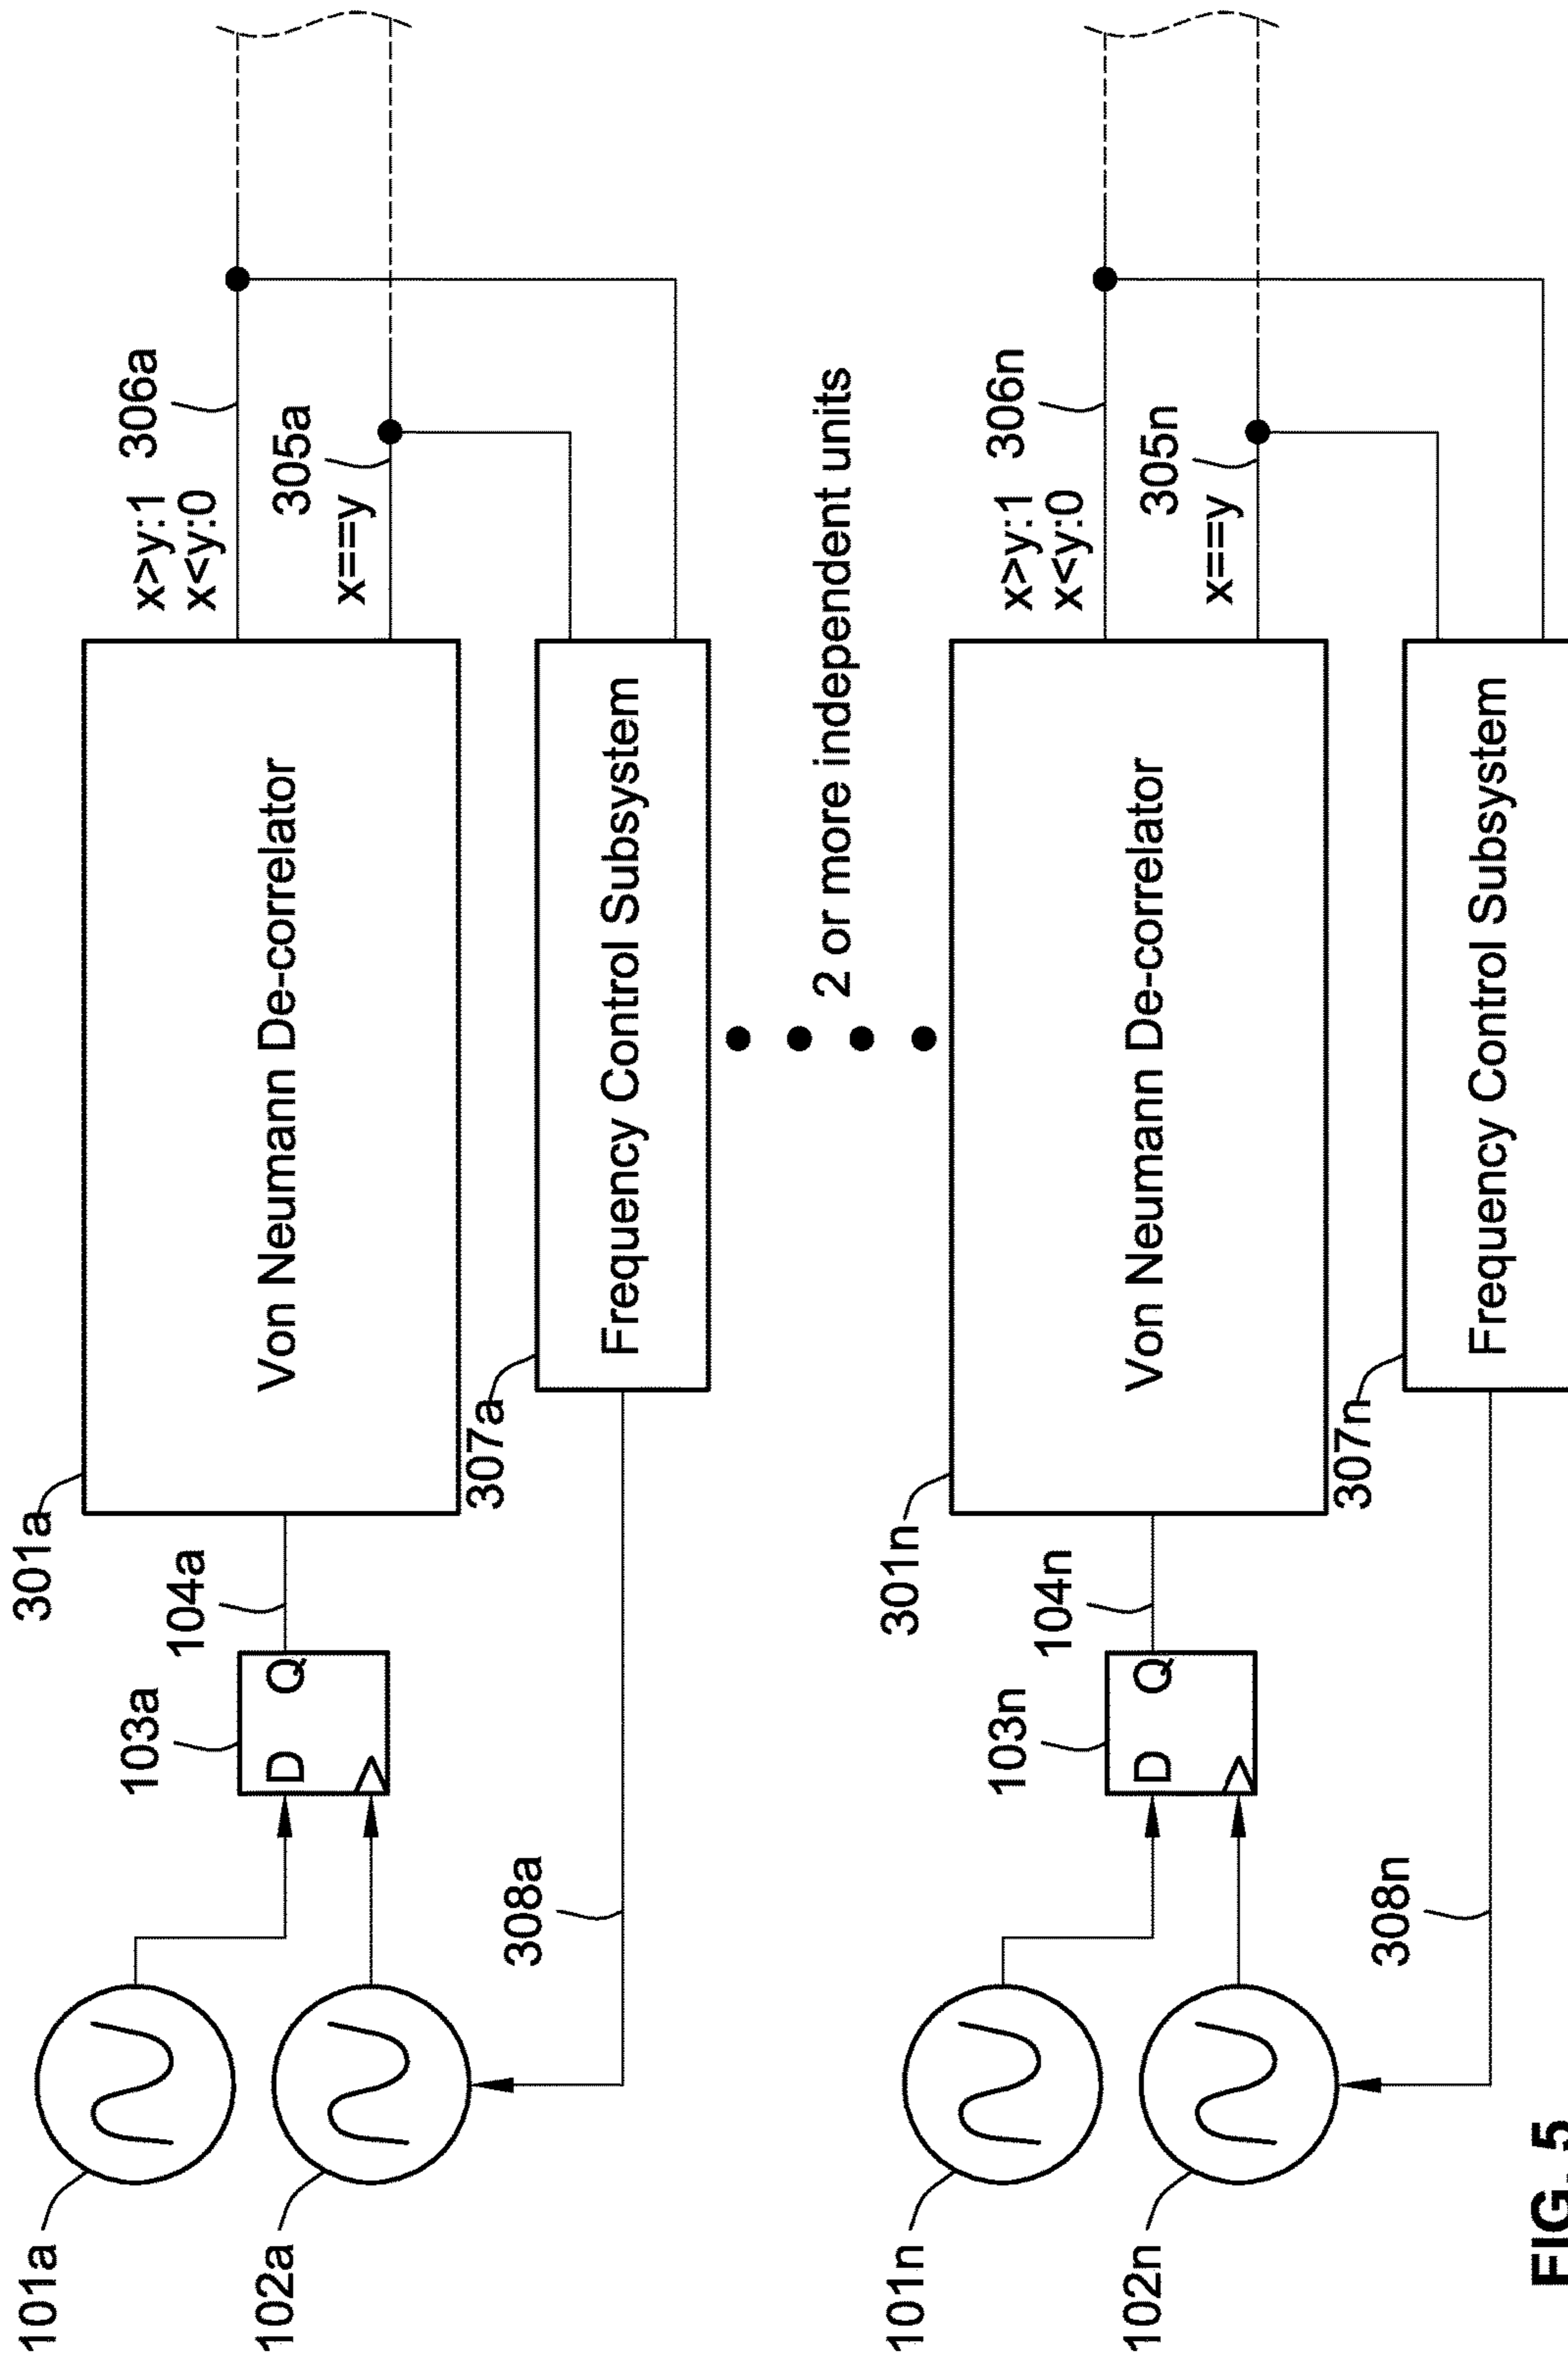 101a
102a
103a
D Q
104a
301a
Von Neumann De-correlator
x>y:1
x<y:0
306a
x==y
305a
307a
Frequency Control Subsystem
308a
2 or more independent units
101n
102n
103n
D Q
104n
301n
Von Neumann De-correlator
x>y:1
x<y:0
306n
x==y
305n
307n
Frequency Control Subsystem
308n
FIG. 5